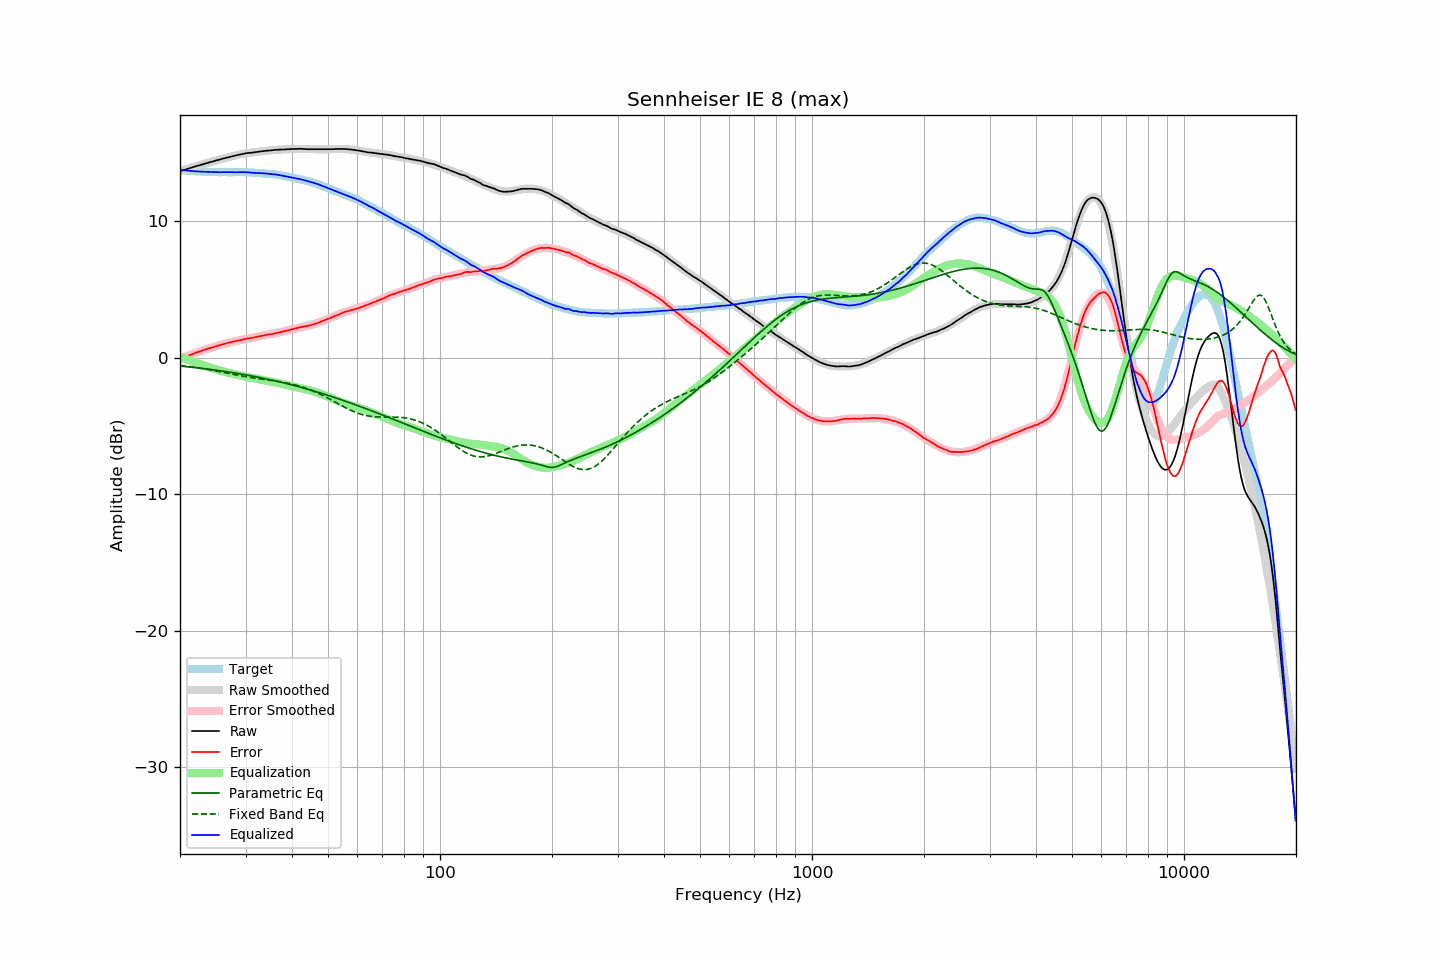 Sennheiser IE 8 (max)
Amplitude (dBr)
10
0
−10
−20
−30
Target
Raw Smoothed
Error Smoothed
Raw
Error
Equalization
Parametric Eq
Fixed Band Eq
Equalized
100
1000
10000
Frequency (Hz)